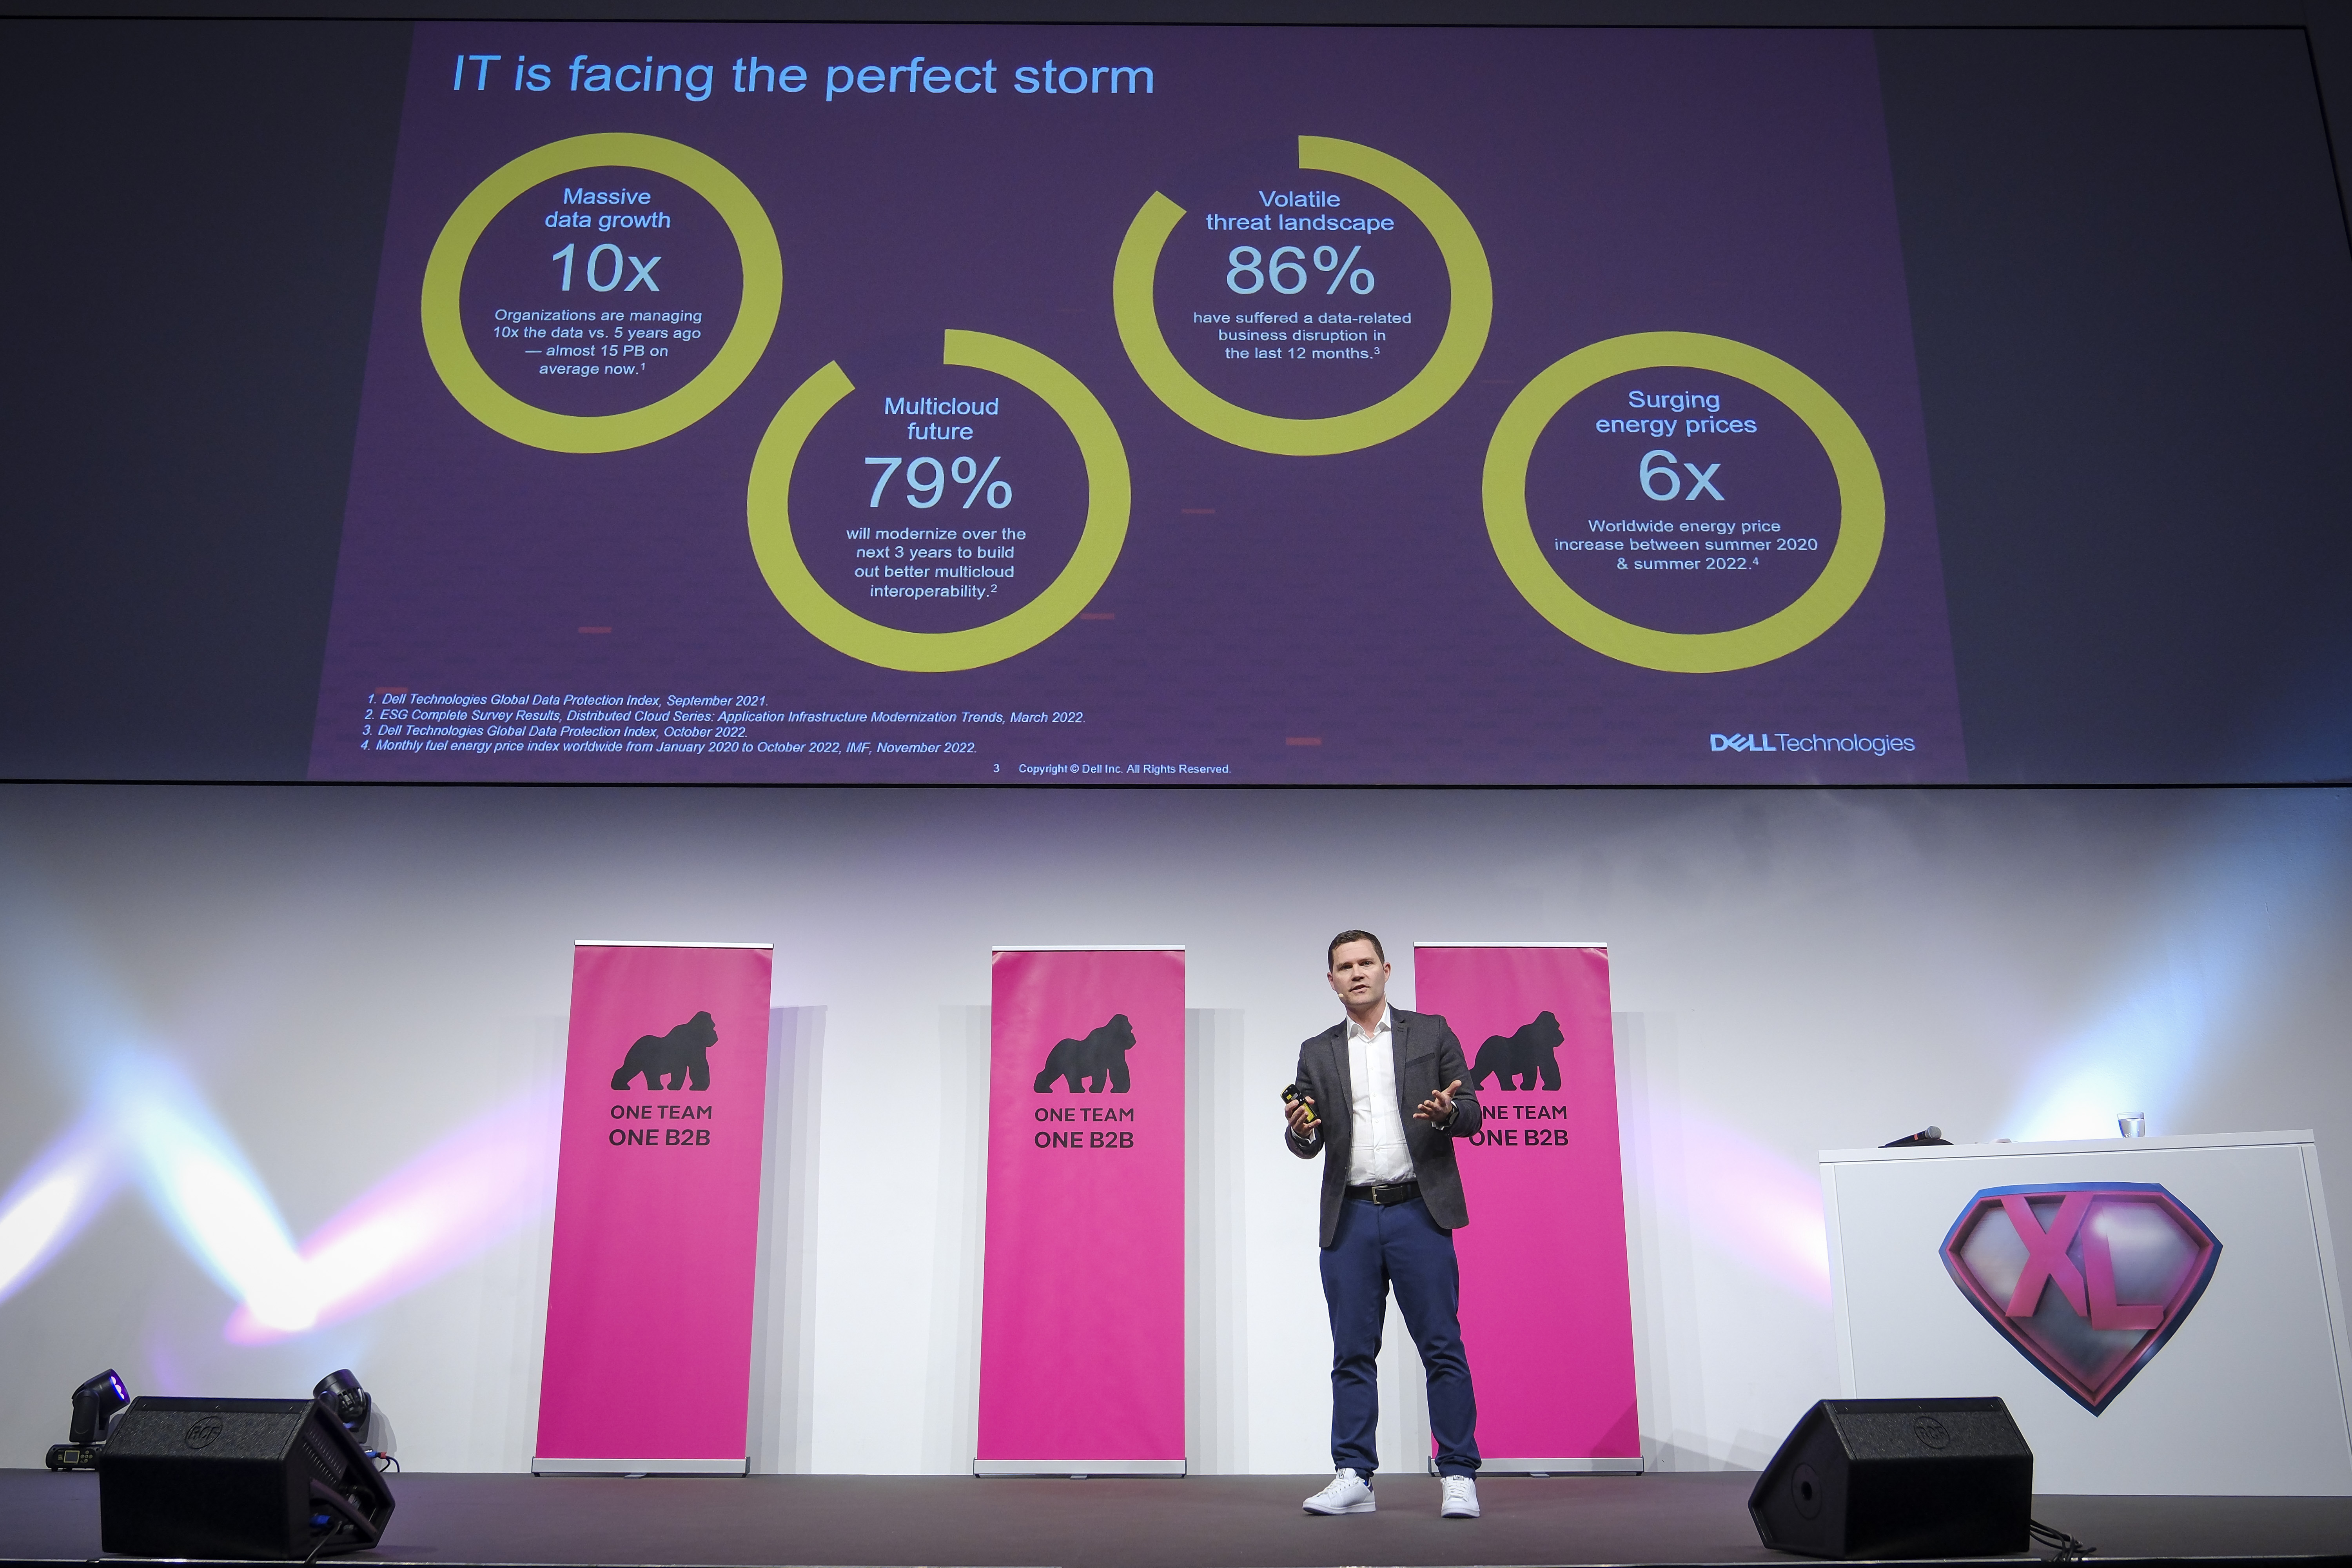 IT is facing the perfect storm
Massive
data growth
10x
Organizations are managing
10x the data vs. 5 years ago
— almost 15 PB on
average now.¹
Multicloud
future
79%
will modernize over the
next 3 years to build
out better multicloud
interoperability.²
Volatile
threat landscape
86%
have suffered a data-related
business disruption in
the last 12 months.³
Surging
energy prices
6x
Worldwide energy price
increase between summer 2020
& summer 2022.⁴
1. Dell Technologies Global Data Protection Index, September 2021.
2. ESG Complete Survey Results, Distributed Cloud Series: Application Infrastructure Modernization Trends, March 2022.
3. Dell Technologies Global Data Protection Index, October 2022.
4. Monthly fuel energy price index worldwide from January 2020 to October 2022, IMF, November 2022.
DELL Technologies
3 Copyright © Dell Inc. All Rights Reserved.
ONE TEAM
ONE B2B
ONE TEAM
ONE B2B
NE TEAM
ONE B2B
XL
RCF
RCF